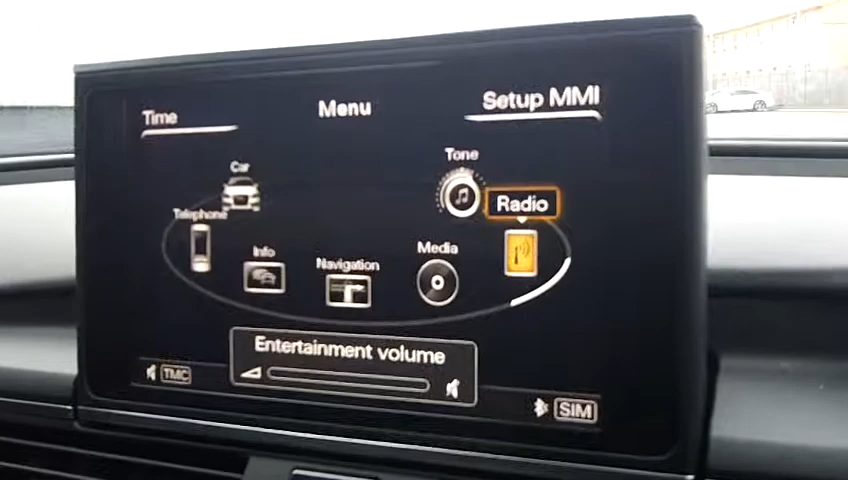 Time
Menu
Setup MMI
Car
Tone
Telephone
Radio
Info
Navigation
Media
Entertainment volume
TMC
SIM